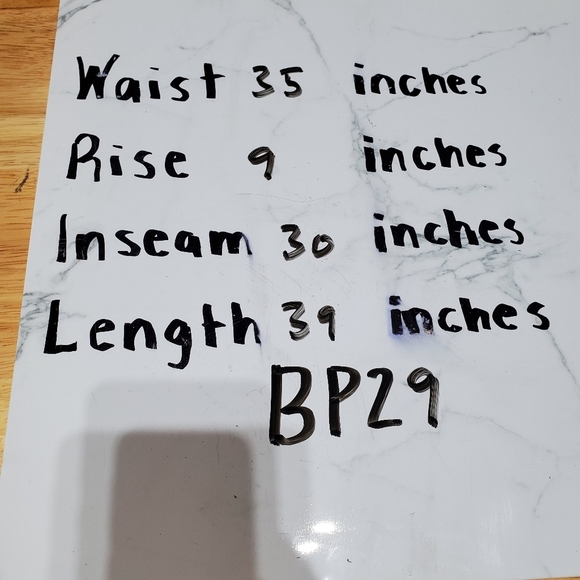 Waist 35 inches
Rise 9 inches
Inseam 30 inches
Length 39 inches
BP29